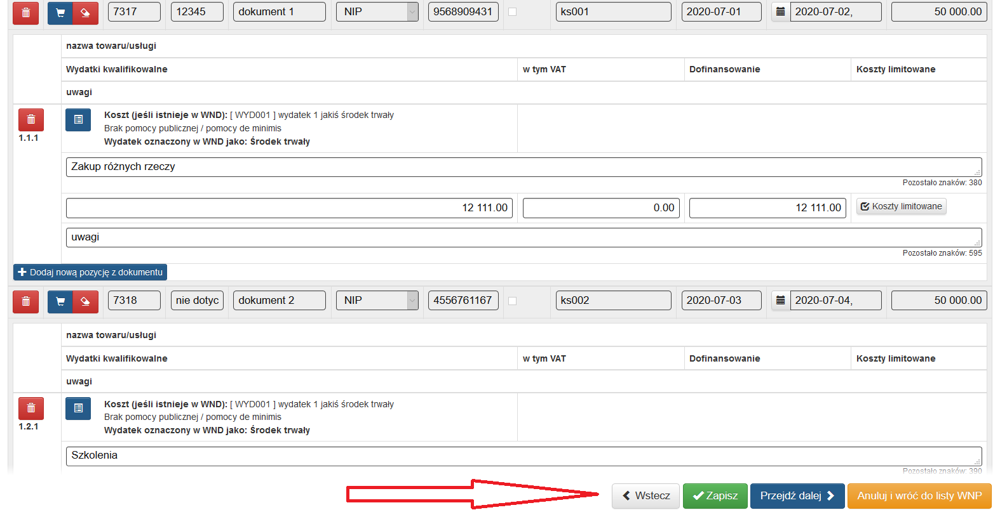 7317 12345 dokument 1 NIP 9568909431 ks001 2020-07-01 2020-07-02, 50 000.00
nazwa towaru/usługi
Wydatki kwalifikowalne w tym VAT Dofinansowanie Koszty limitowane
uwagi
Koszt (jeśli istnieje w WND): [ WYD001 ] wydatek 1 jakiś środek trwały
Brak pomocy publicznej / pomocy de minimis
1.1.1 Wydatek oznaczony w WND jako: Środek trwały
Zakup różnych rzeczy
Pozostało znaków: 380
12 111.00 0.00 12 111.00 Koszty limitowane
uwagi
Pozostało znaków: 595
Dodaj nową pozycję z dokumentu
7318 nie dotyc dokument 2 NIP 4556761167 ks002 2020-07-03 2020-07-04, 50 000.00
nazwa towaru/usługi
Wydatki kwalifikowalne w tym VAT Dofinansowanie Koszty limitowane
uwagi
Koszt (jeśli istnieje w WND): [ WYD001 ] wydatek 1 jakiś środek trwały
Brak pomocy publicznej / pomocy de minimis
1.2.1 Wydatek oznaczony w WND jako: Środek trwały
Szkolenia
Pozostało znaków: 390
Wstecz Zapisz Przejdź dalej Anuluj i wróć do listy WNP